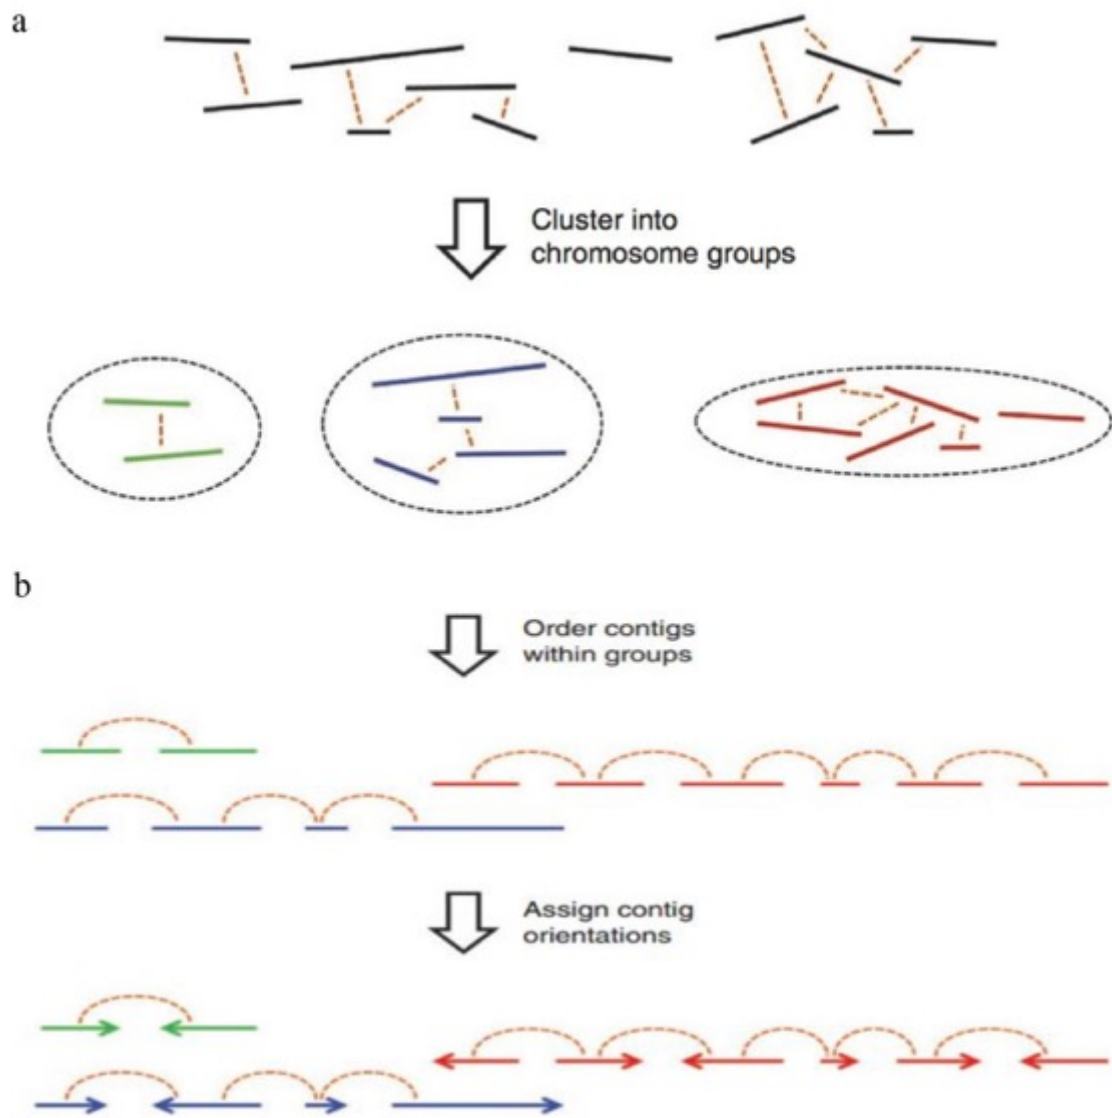 a
Cluster into
chromosome groups
b
Order contigs
within groups
Assign contig
orientations